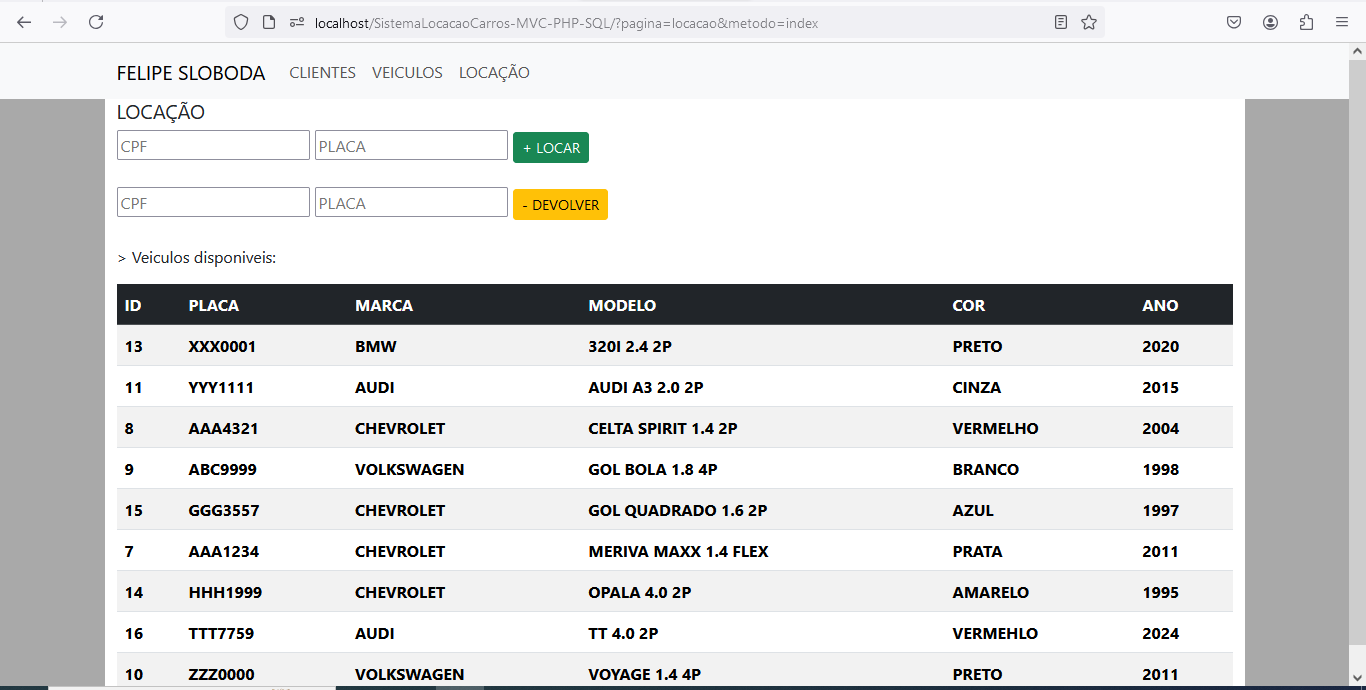 localhost/SistemaLocacaoCarros-MVC-PHP-SQL/?pagina=locacao&metodo=index
FELIPE SLOBODA CLIENTES VEICULOS LOCAÇÃO
LOCAÇÃO
CPF PLACA + LOCAR
CPF PLACA - DEVOLVER
> Veiculos disponiveis:
ID PLACA MARCA MODELO COR ANO
13 XXX0001 BMW 320I 2.4 2P PRETO 2020
11 YYY1111 AUDI AUDI A3 2.0 2P CINZA 2015
8 AAA4321 CHEVROLET CELTA SPIRIT 1.4 2P VERMELHO 2004
9 ABC9999 VOLKSWAGEN GOL BOLA 1.8 4P BRANCO 1998
15 GGG3557 CHEVROLET GOL QUADRADO 1.6 2P AZUL 1997
7 AAA1234 CHEVROLET MERIVA MAXX 1.4 FLEX PRATA 2011
14 HHH1999 CHEVROLET OPALA 4.0 2P AMARELO 1995
16 TTT7759 AUDI TT 4.0 2P VERMEHLO 2024
10 ZZZ0000 VOLKSWAGEN VOYAGE 1.4 4P PRETO 2011